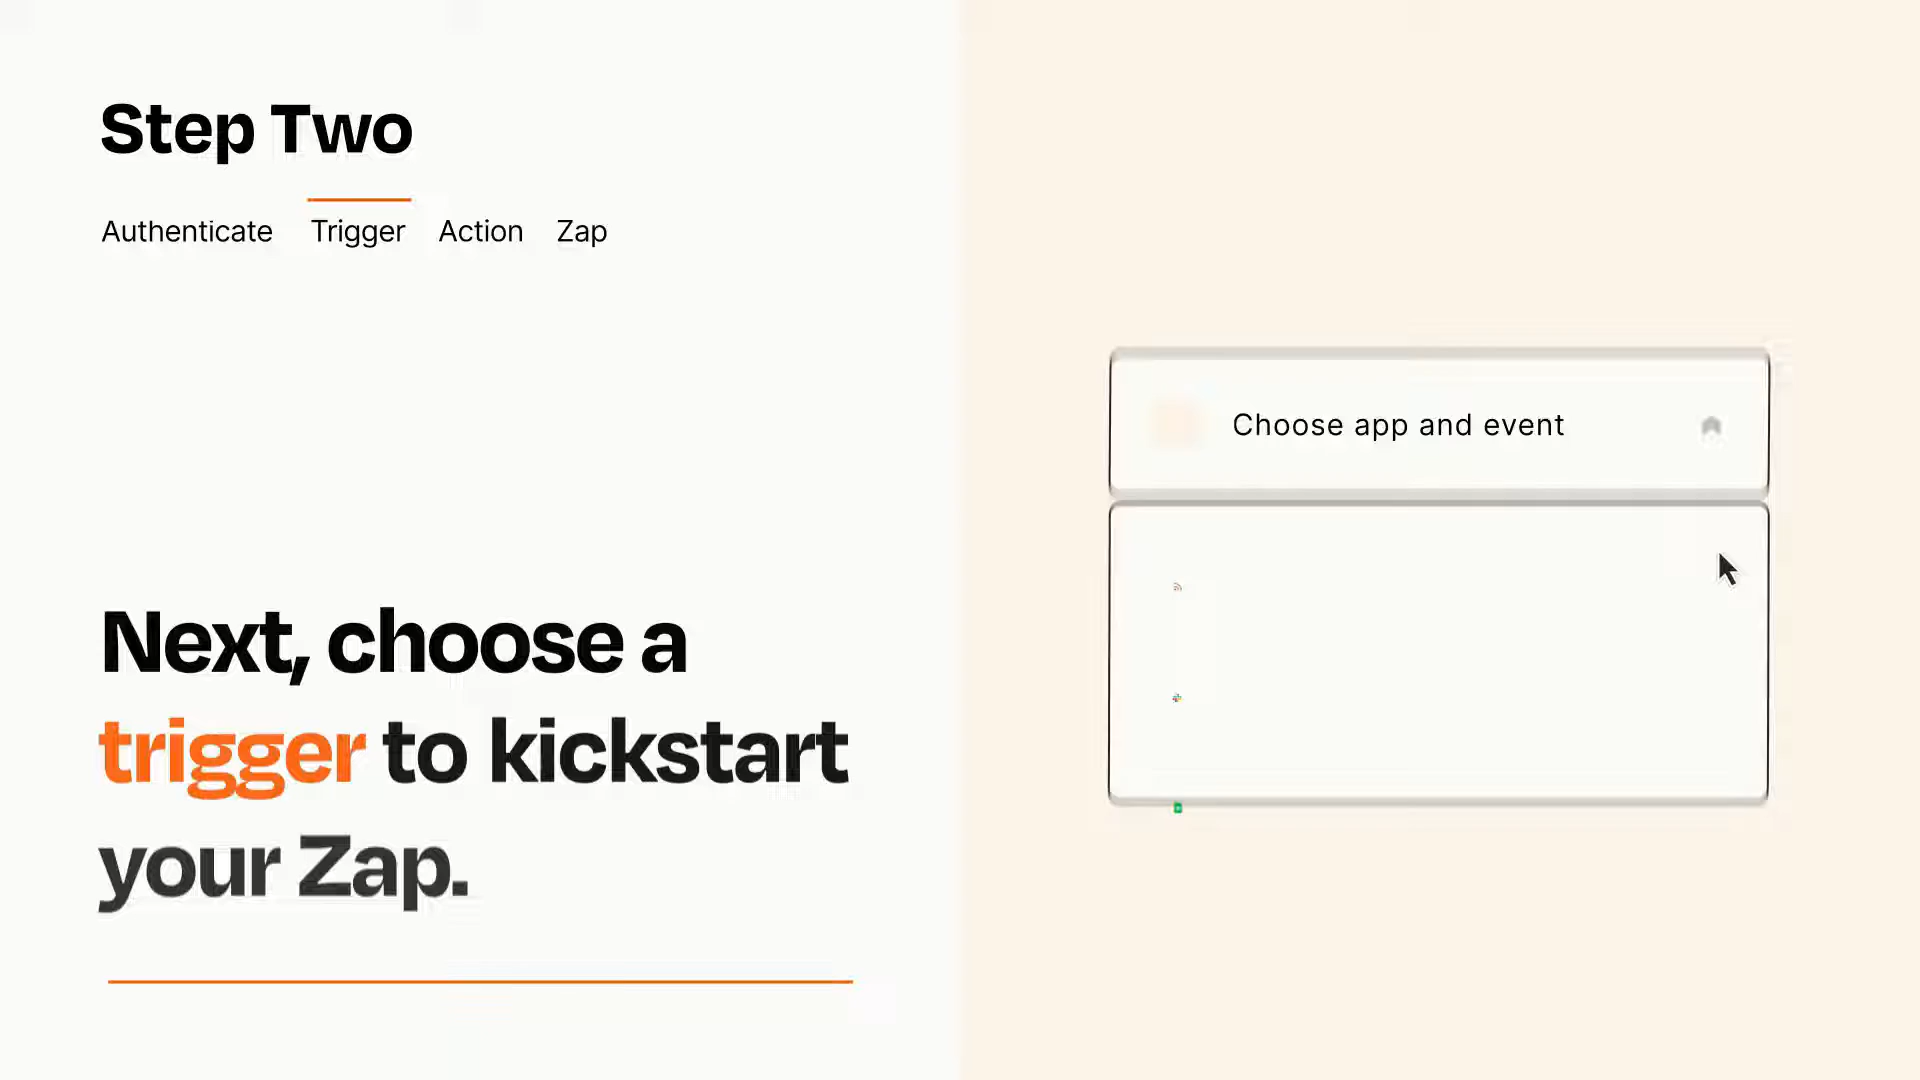 Step Two
Authenticate Trigger Action Zap
Next, choose a
trigger to kickstart
your Zap.
Choose app and event